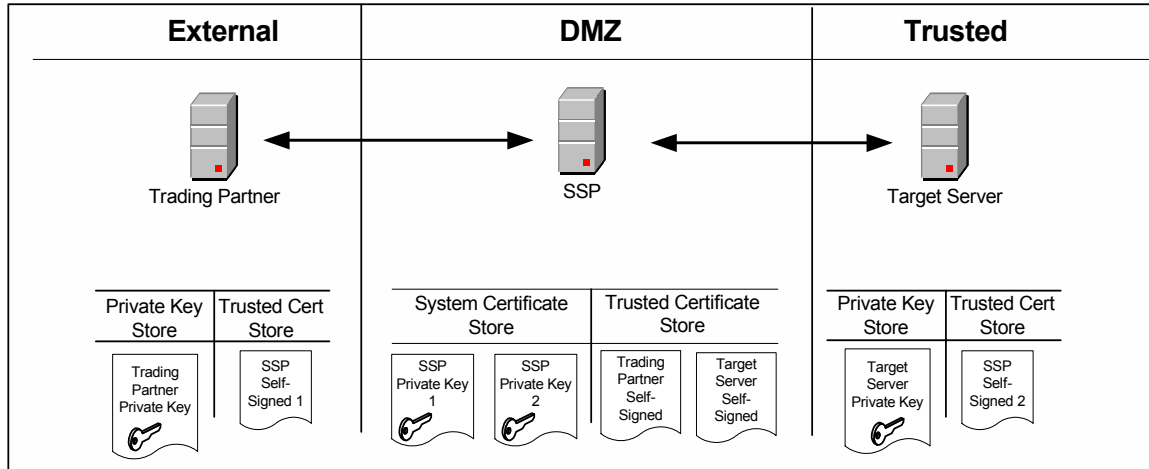 External
DMZ
Trusted
Trading Partner
SSP
Target Server
Private Key
Store
Trusted Cert
Store
System Certificate
Store
Trusted Certificate
Store
Private Key
Store
Trusted Cert
Store
Trading
Partner
Private Key
SSP
Self-
Signed 1
SSP
Private Key
1
SSP
Private Key
2
Trading
Partner
Self-
Signed
Target
Server
Self-
Signed
Target
Server
Private Key
SSP
Self-
Signed 2